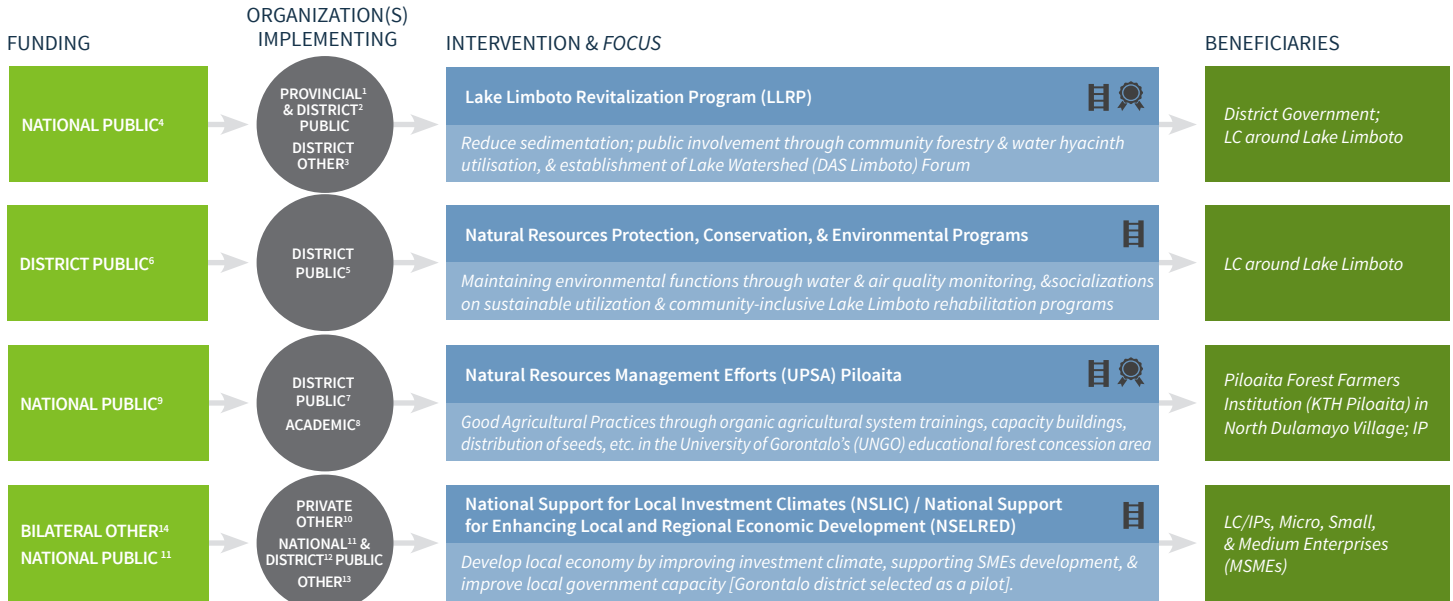 FUNDING
ORGANIZATION(S)
IMPLEMENTING
INTERVENTION & FOCUS
BENEFICIARIES
NATIONAL PUBLIC⁴
PROVINCIAL¹
& DISTRICT²
PUBLIC
DISTRICT
OTHER³
Lake Limboto Revitalization Program (LLRP)
Reduce sedimentation; public involvement through community forestry & water hyacinth
utilisation, & establishment of Lake Watershed (DAS Limboto) Forum
District Government;
LC around Lake Limboto
DISTRICT PUBLIC⁶
DISTRICT
PUBLIC⁵
Natural Resources Protection, Conservation, & Environmental Programs
Maintaining environmental functions through water & air quality monitoring, &socializations
on sustainable utilization & community-inclusive Lake Limboto rehabilitation programs
LC around Lake Limboto
NATIONAL PUBLIC⁹
DISTRICT
PUBLIC⁷
ACADEMIC⁸
Natural Resources Management Efforts (UPSA) Piloaita
Good Agricultural Practices through organic agricultural system trainings, capacity buildings,
distribution of seeds, etc. in the University of Gorontalo's (UNGO) educational forest concession area
Piloaita Forest Farmers
Institution (KTH Piloaita) in
North Dulamayo Village; IP
BILATERAL OTHER¹⁴
NATIONAL PUBLIC ¹¹
PRIVATE
OTHER¹⁰
NATIONAL¹¹ &
DISTRICT¹² PUBLIC
OTHER¹³
National Support for Local Investment Climates (NSLIC) / National Support
for Enhancing Local and Regional Economic Development (NSELRED)
Develop local economy by improving investment climate, supporting SMEs development, &
improve local government capacity [Gorontalo district selected as a pilot].
LC/IPs, Micro, Small,
& Medium Enterprises
(MSMEs)